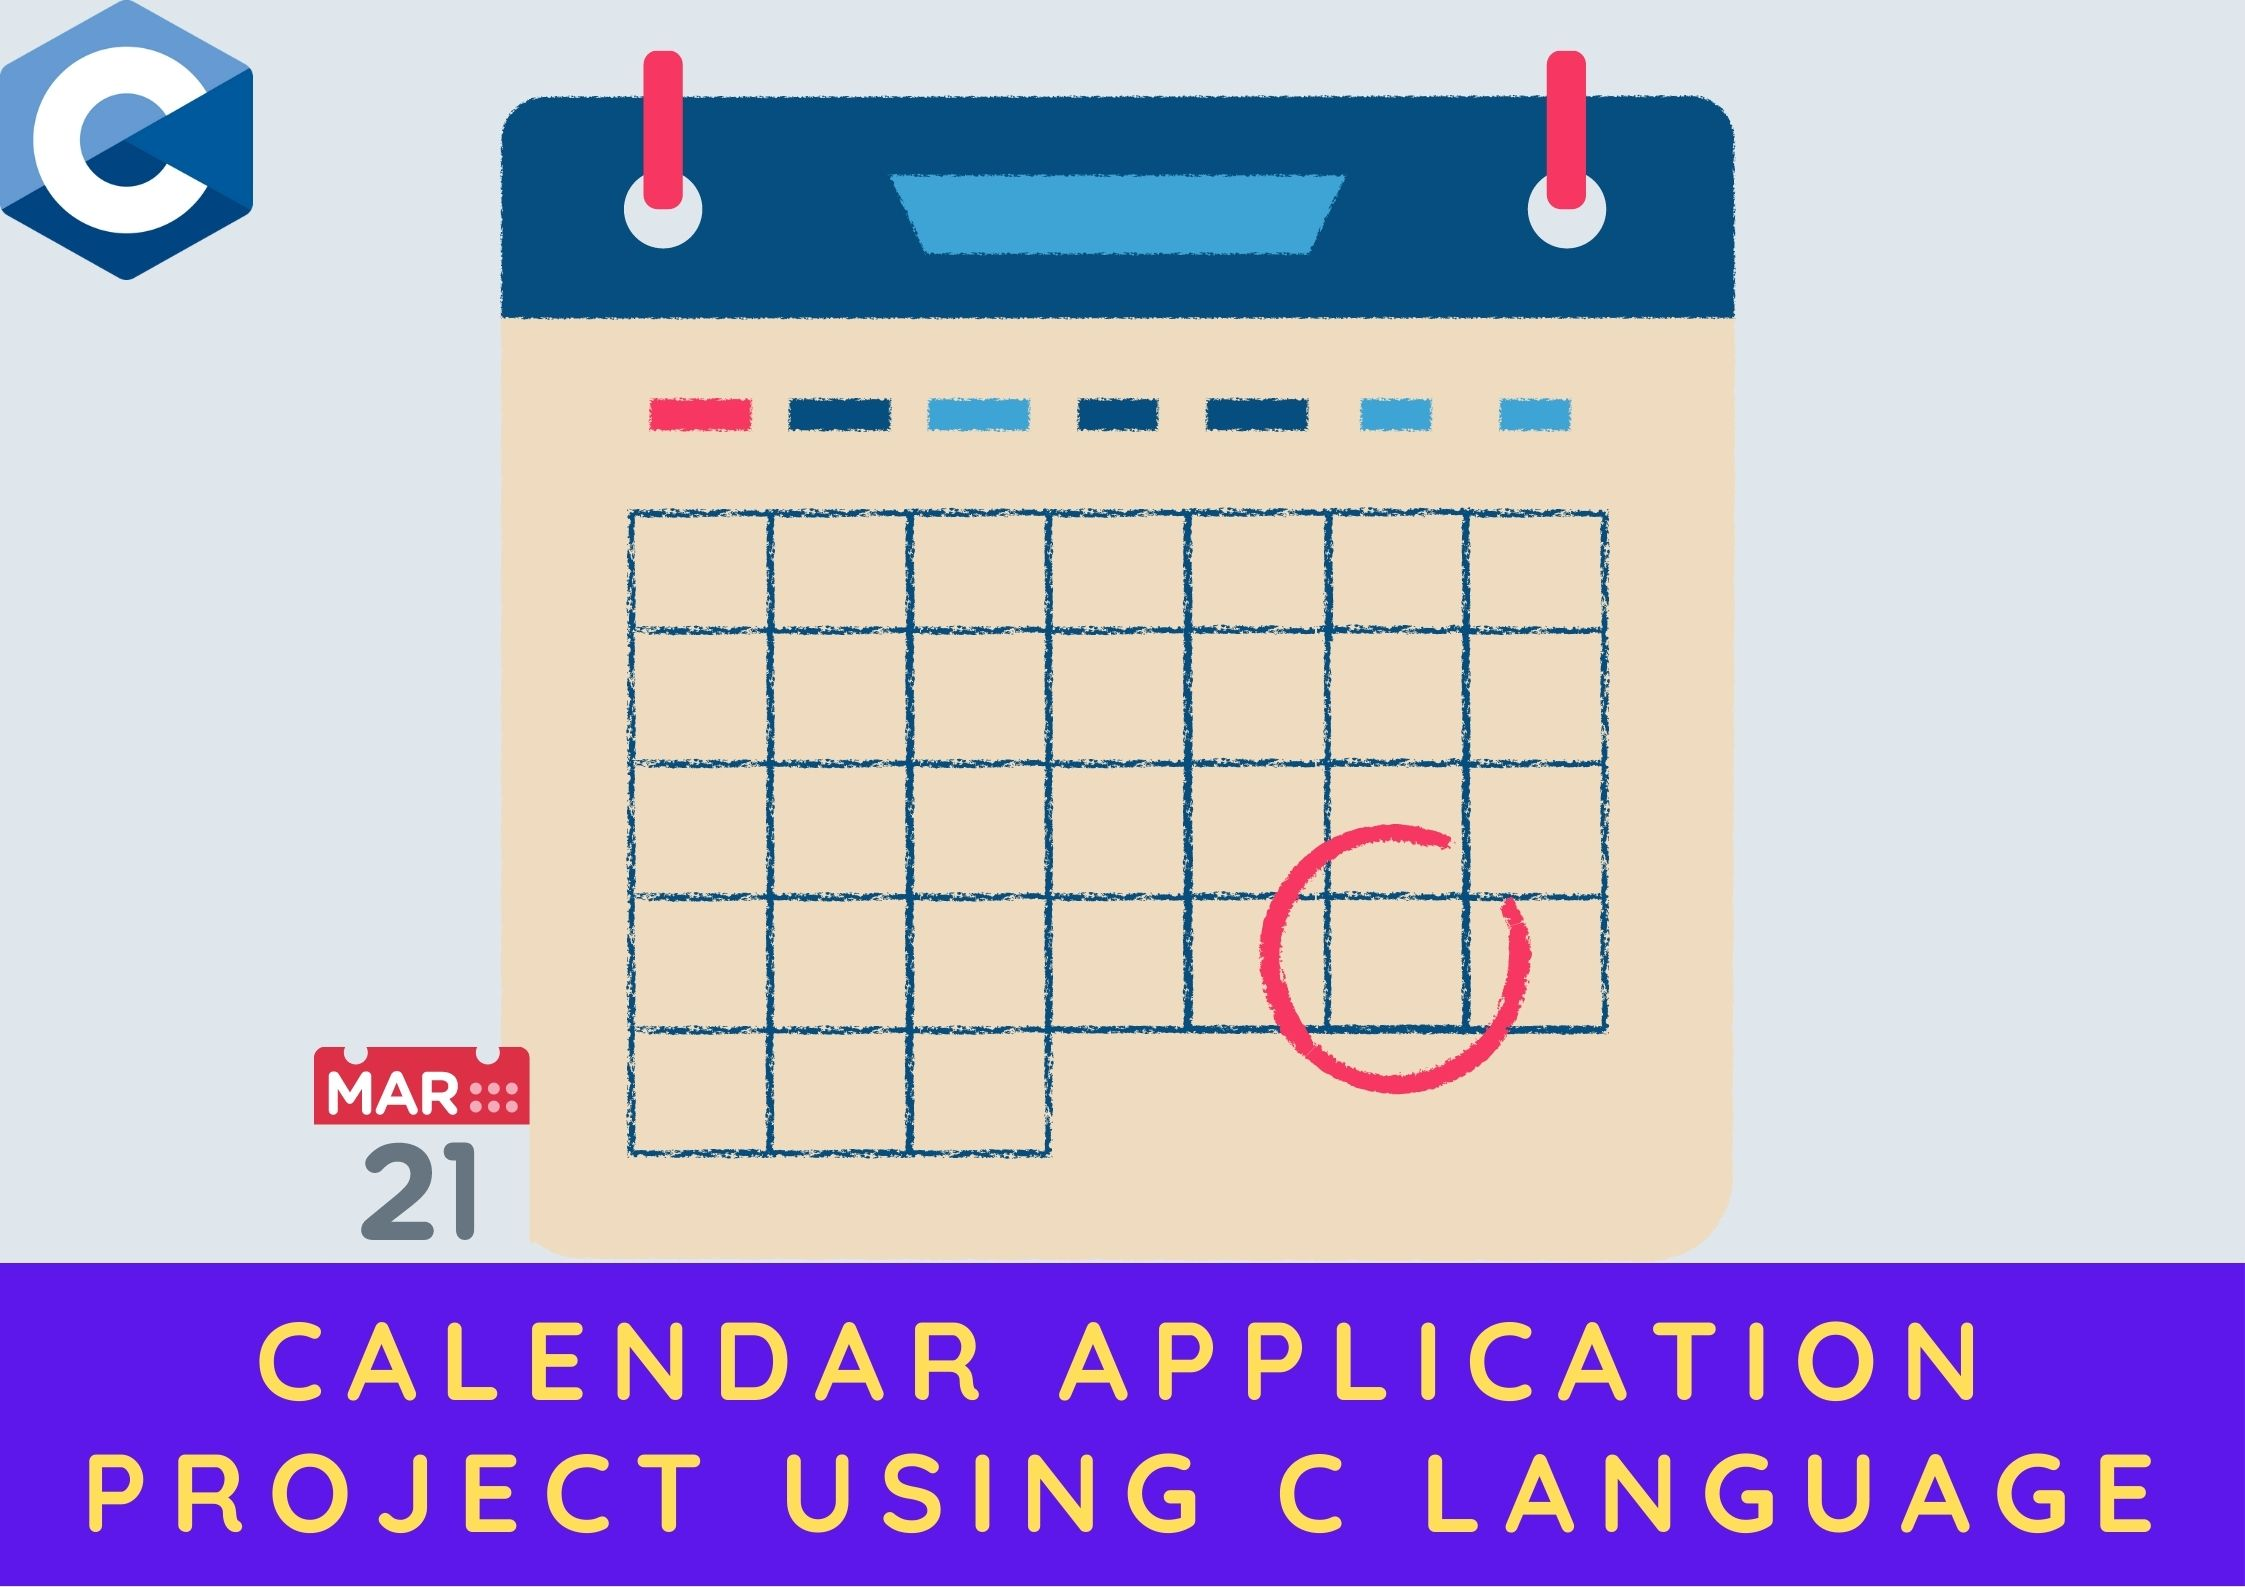 MAR
21
CALENDAR APPLICATION
PROJECT USING C LANGUAGE